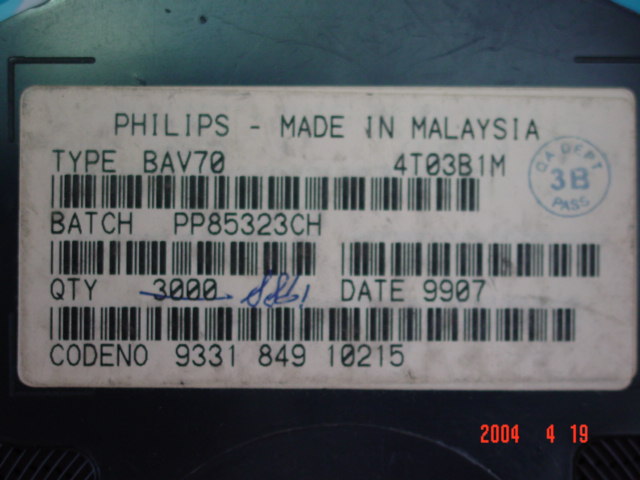 PHILIPS - MADE IN MALAYSIA
TYPE BAV70 4T03B1M
QA DEPT
3B
PASS
BATCH PP85323CH
QTY 3000 DATE 9907
CODENO 9331 849 10215
2004 4 19